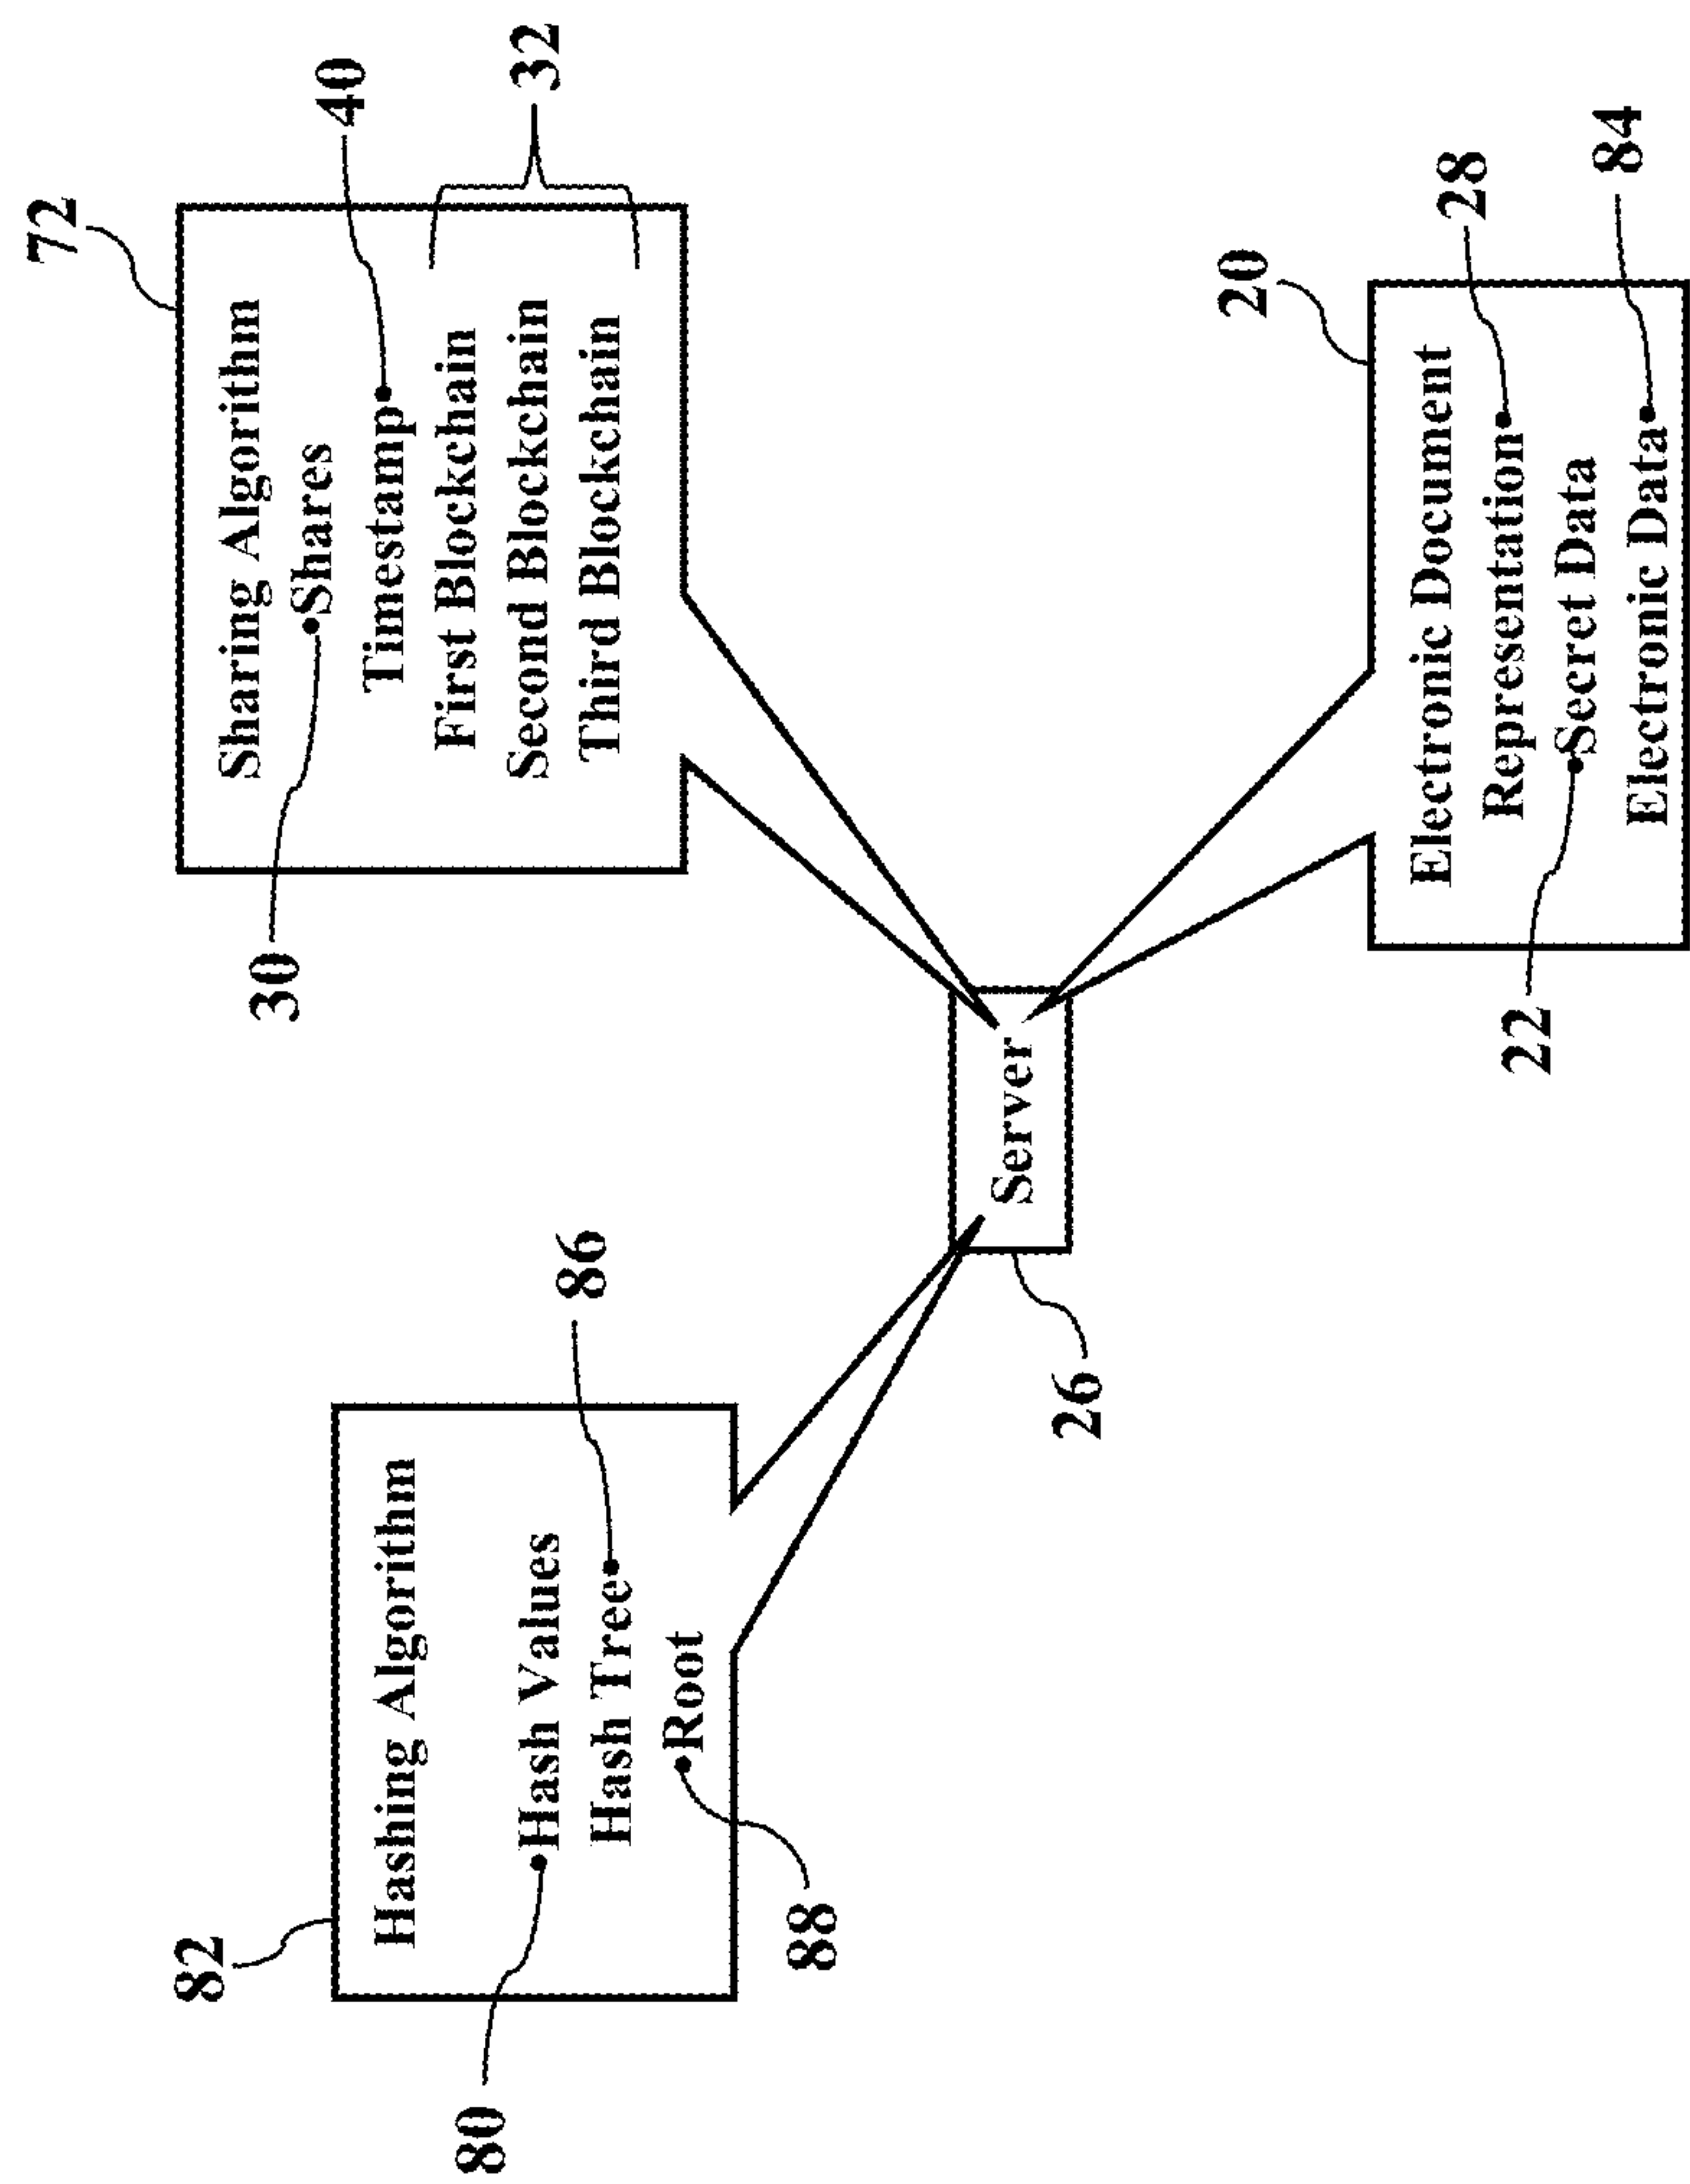 82
Hashing Algorithm
80
Hash Values
Hash Tree
86
Root
88
72
Sharing Algorithm
30
Shares
40
Timestamp
First Blockchain
Second Blockchain
Third Blockchain
32
Server
26
20
Electronic Document
Representation
28
22
Secret Data
Electronic Data
84